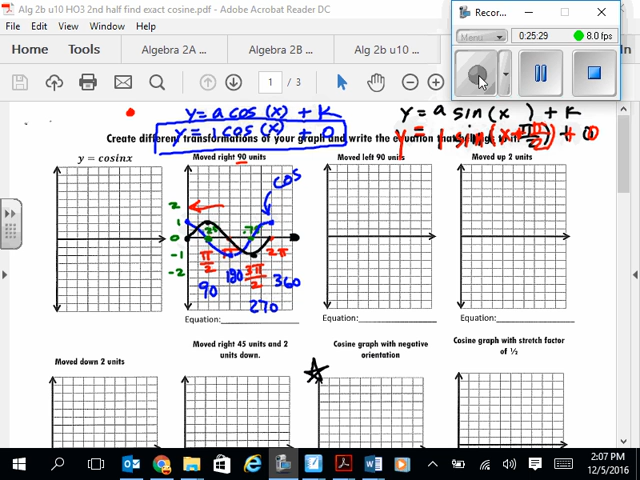 Alg 2b u10 HO3 2nd half find exact cosine.pdf - Adobe Acrobat Reader DC
Recor...
File Edit View Window Help
Menu
0:25:29
8.0 fps
Home Tools Algebra 2A ... Algebra 2B ... Alg 2b u10 ...
1 / 3
y = a cos(x) + k
y = a sin(x ) + k
y = 1 cos(x) + 0
y = 1 sin(x + π/2) + 0
Create different transformations of your graph and write the equation that
y = cosinx
Moved right 90 units
Moved left 90 units
Moved up 2 units
cos
2
1
0
-1
-2
π/2 π 3π/2 2π
90 180 270 360
Equation:
Equation:
Equation:
Moved down 2 units
Moved right 45 units and 2 units down.
Cosine graph with negative orientation
Cosine graph with stretch factor of ½
2:07 PM
12/5/2016